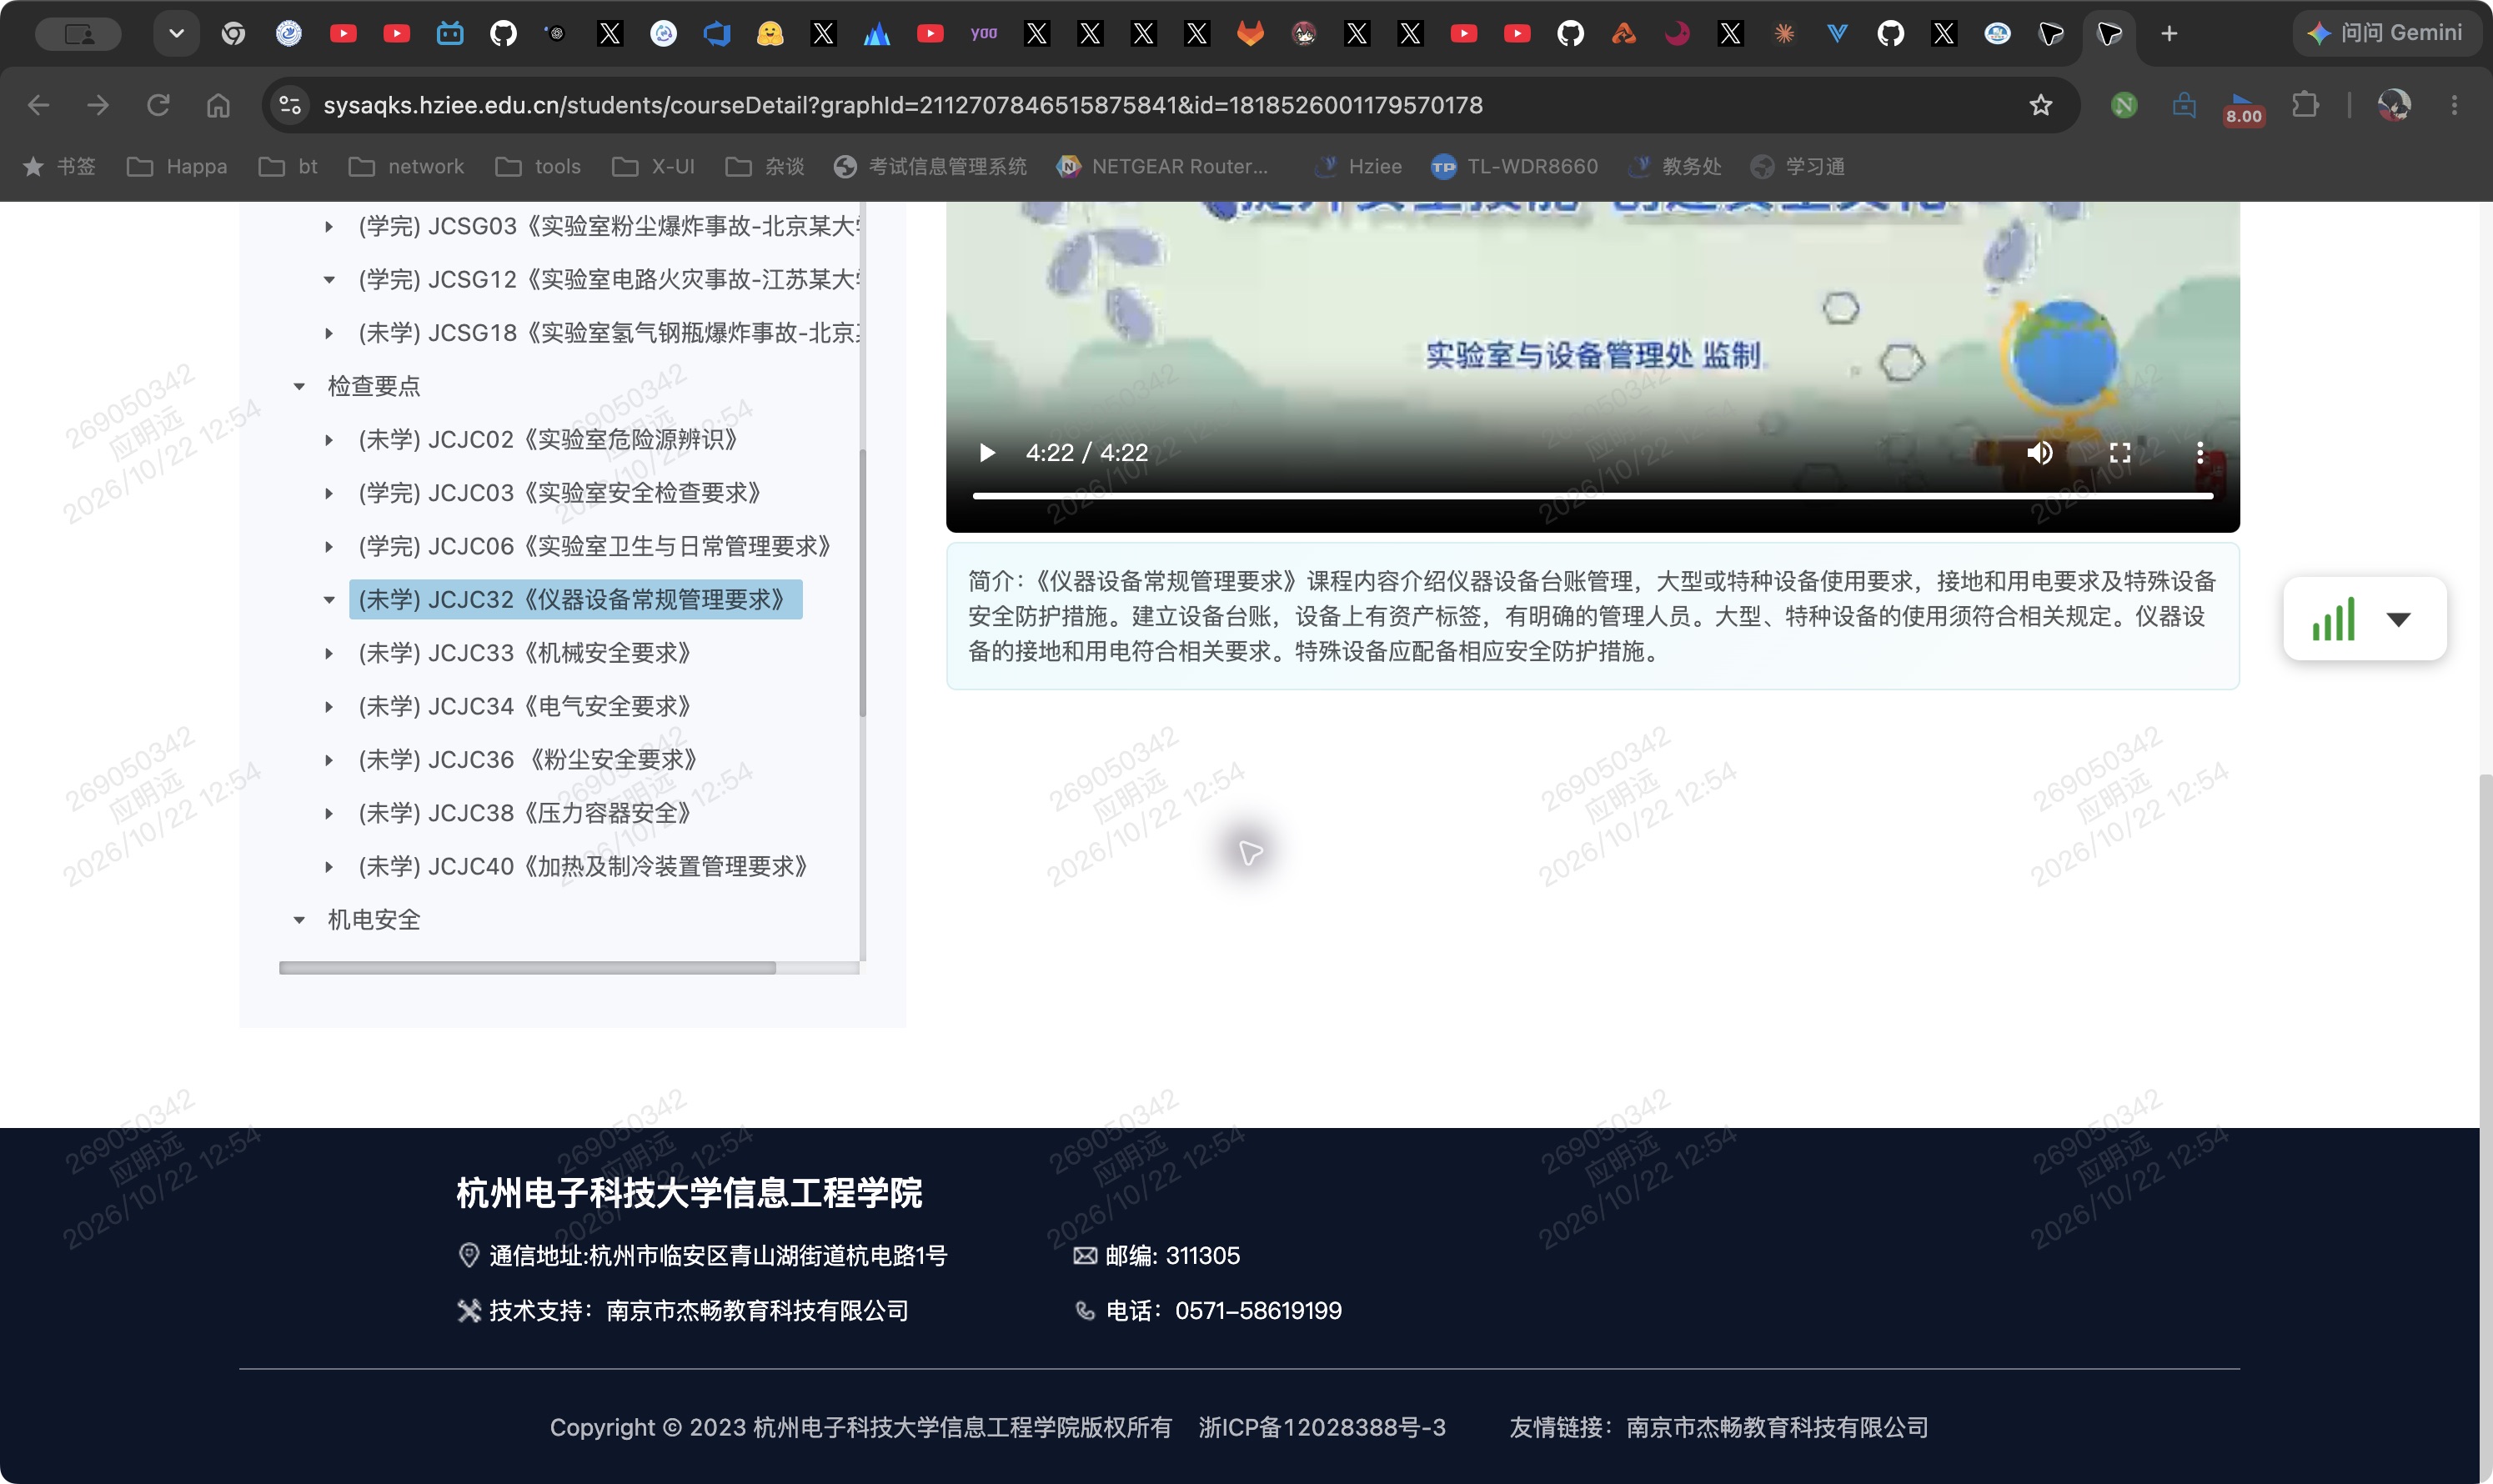 yoo
问问 Gemini
sysaqks.hziee.edu.cn/students/courseDetail?graphId=2112707846515875841&id=1818526001179570178
8.00
书签
Happa
bt
network
tools
X-UI
杂谈
考试信息管理系统
NETGEAR Router...
Hziee
TP
TL-WDR8660
教务处
学习通
(学完) JCSG03《实验室粉尘爆炸事故-北京某大
(学完) JCSG12《实验室电路火灾事故-江苏某大
(未学) JCSG18《实验室氢气钢瓶爆炸事故-北京
检查要点
(未学) JCJC02《实验室危险源辨识》
(学完) JCJC03《实验室安全检查要求》
(学完) JCJC06《实验室卫生与日常管理要求》
(未学) JCJC32《仪器设备常规管理要求》
(未学) JCJC33《机械安全要求》
(未学) JCJC34《电气安全要求》
(未学) JCJC36 《粉尘安全要求》
(未学) JCJC38《压力容器安全》
(未学) JCJC40《加热及制冷装置管理要求》
机电安全
提升安全技能 创建安全文化
实验室与设备管理处 监制
4:22 / 4:22
简介：《仪器设备常规管理要求》课程内容介绍仪器设备台账管理，大型或特种设备使用要求，接地和用电要求及特殊设备
安全防护措施。建立设备台账，设备上有资产标签，有明确的管理人员。大型、特种设备的使用须符合相关规定。仪器设
备的接地和用电符合相关要求。特殊设备应配备相应安全防护措施。
269050342
应明远
2026/10/22 12:54
杭州电子科技大学信息工程学院
通信地址:杭州市临安区青山湖街道杭电路1号
邮编: 311305
技术支持：南京市杰畅教育科技有限公司
电话：0571-58619199
Copyright © 2023 杭州电子科技大学信息工程学院版权所有
浙ICP备12028388号-3
友情链接：南京市杰畅教育科技有限公司